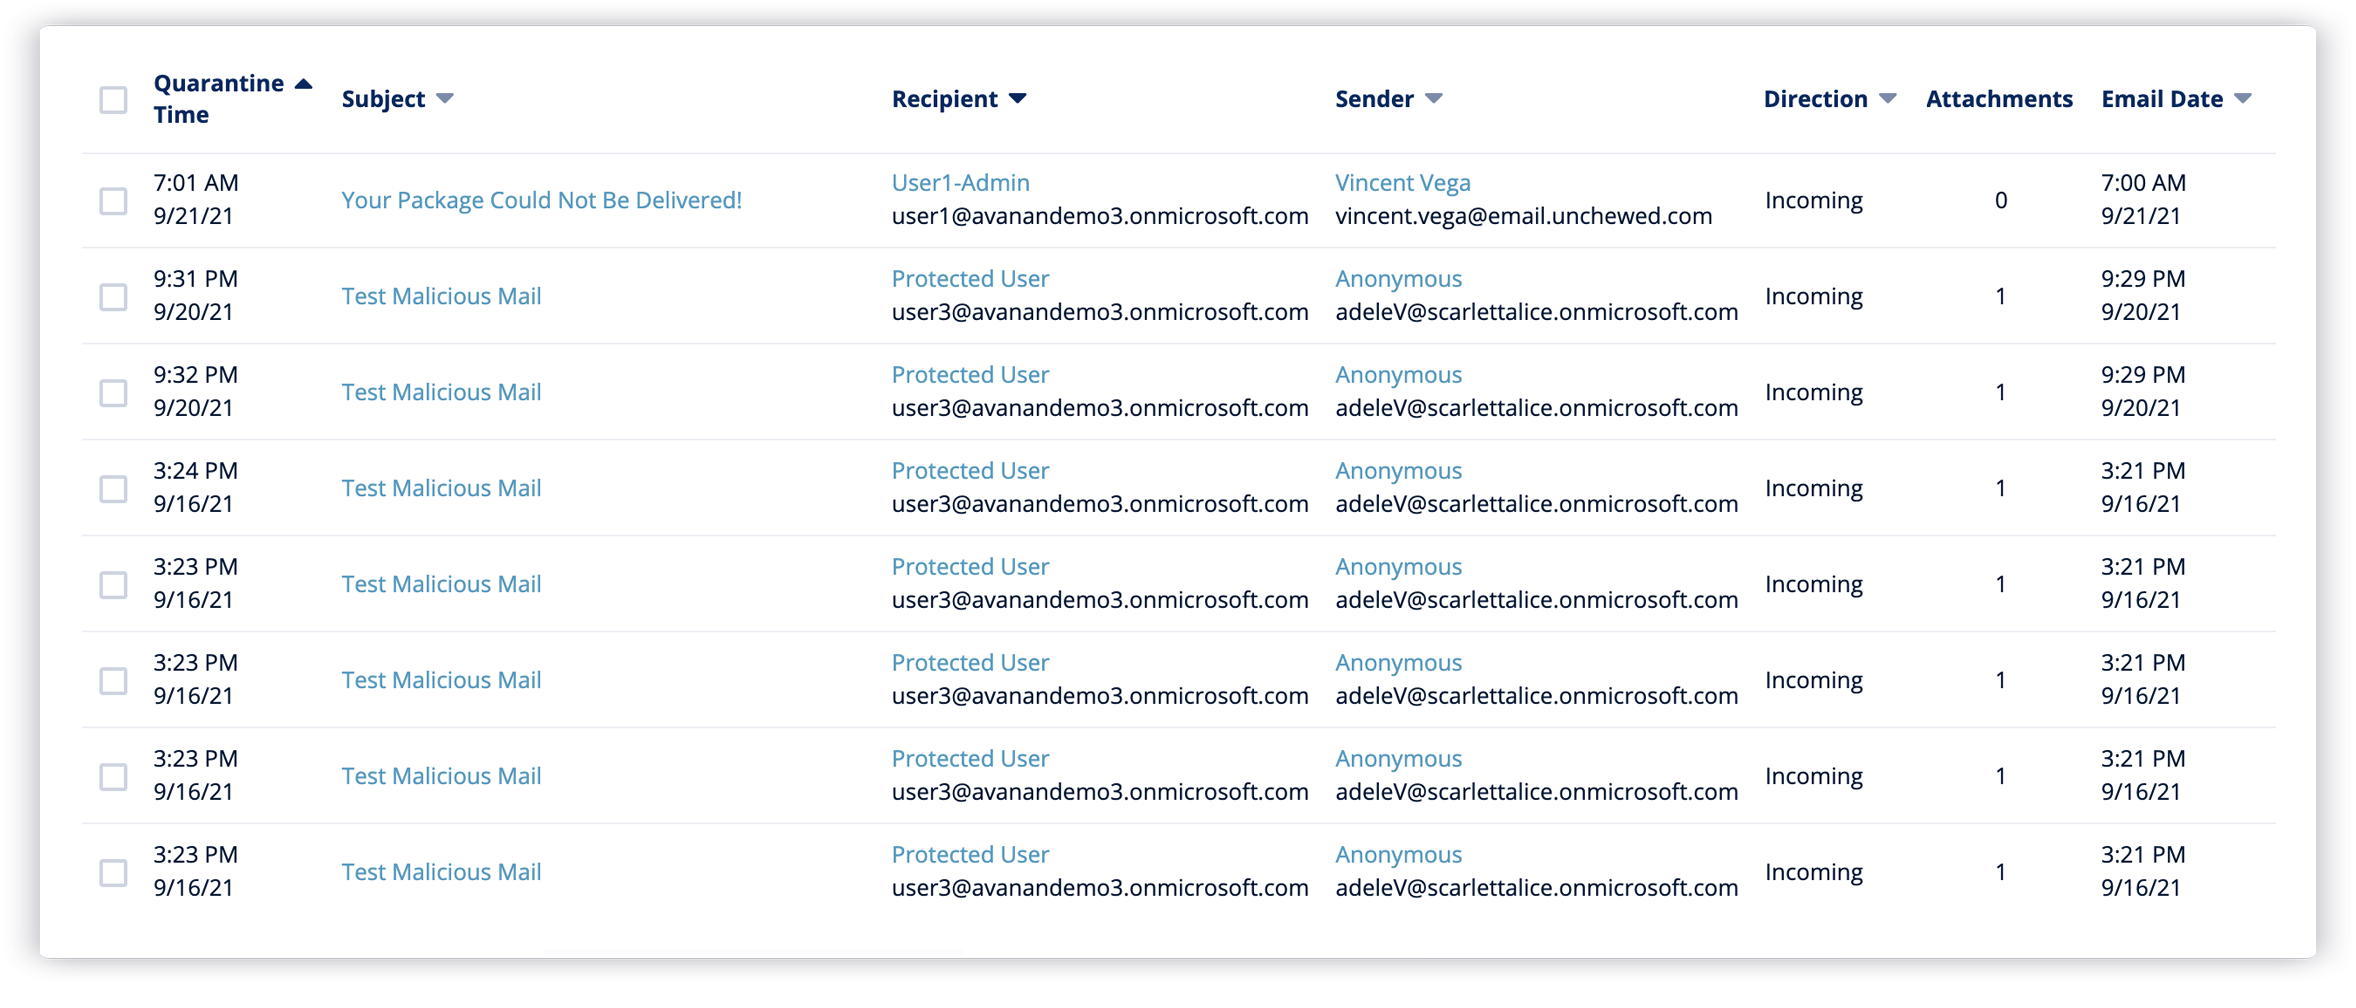 Quarantine Time
Subject
Recipient
Sender
Direction
Attachments
Email Date
7:01 AM
9/21/21
Your Package Could Not Be Delivered!
User1-Admin
user1@avanandemo3.onmicrosoft.com
Vincent Vega
vincent.vega@email.unchewed.com
Incoming
0
7:00 AM
9/21/21
9:31 PM
9/20/21
Test Malicious Mail
Protected User
user3@avanandemo3.onmicrosoft.com
Anonymous
adeleV@scarlettalice.onmicrosoft.com
Incoming
1
9:29 PM
9/20/21
9:32 PM
9/20/21
Test Malicious Mail
Protected User
user3@avanandemo3.onmicrosoft.com
Anonymous
adeleV@scarlettalice.onmicrosoft.com
Incoming
1
9:29 PM
9/20/21
3:24 PM
9/16/21
Test Malicious Mail
Protected User
user3@avanandemo3.onmicrosoft.com
Anonymous
adeleV@scarlettalice.onmicrosoft.com
Incoming
1
3:21 PM
9/16/21
3:23 PM
9/16/21
Test Malicious Mail
Protected User
user3@avanandemo3.onmicrosoft.com
Anonymous
adeleV@scarlettalice.onmicrosoft.com
Incoming
1
3:21 PM
9/16/21
3:23 PM
9/16/21
Test Malicious Mail
Protected User
user3@avanandemo3.onmicrosoft.com
Anonymous
adeleV@scarlettalice.onmicrosoft.com
Incoming
1
3:21 PM
9/16/21
3:23 PM
9/16/21
Test Malicious Mail
Protected User
user3@avanandemo3.onmicrosoft.com
Anonymous
adeleV@scarlettalice.onmicrosoft.com
Incoming
1
3:21 PM
9/16/21
3:23 PM
9/16/21
Test Malicious Mail
Protected User
user3@avanandemo3.onmicrosoft.com
Anonymous
adeleV@scarlettalice.onmicrosoft.com
Incoming
1
3:21 PM
9/16/21